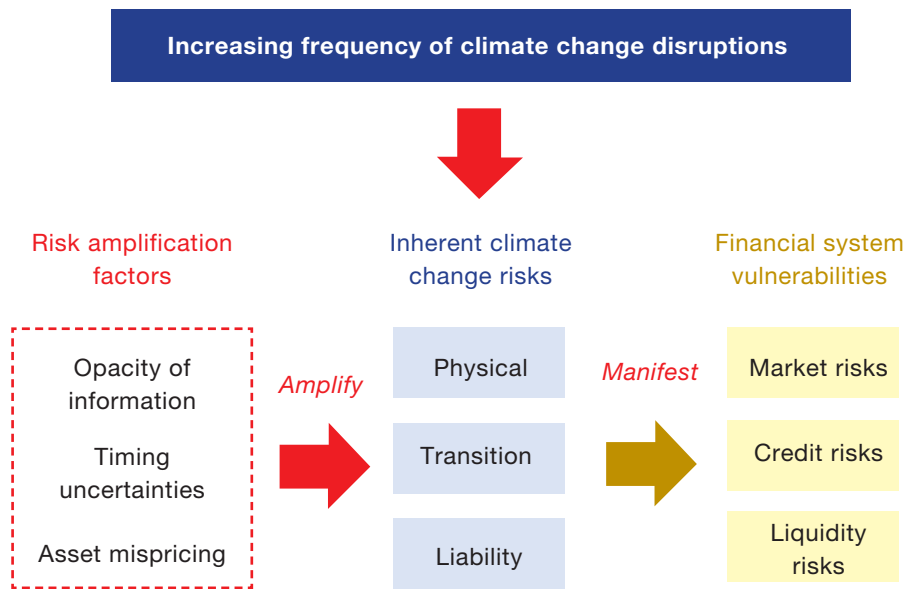 Increasing frequency of climate change disruptions
Risk amplification
factors
Inherent climate
change risks
Financial system
vulnerabilities
Opacity of
information
Timing
uncertainties
Asset mispricing
Amplify
Physical
Transition
Liability
Manifest
Market risks
Credit risks
Liquidity
risks